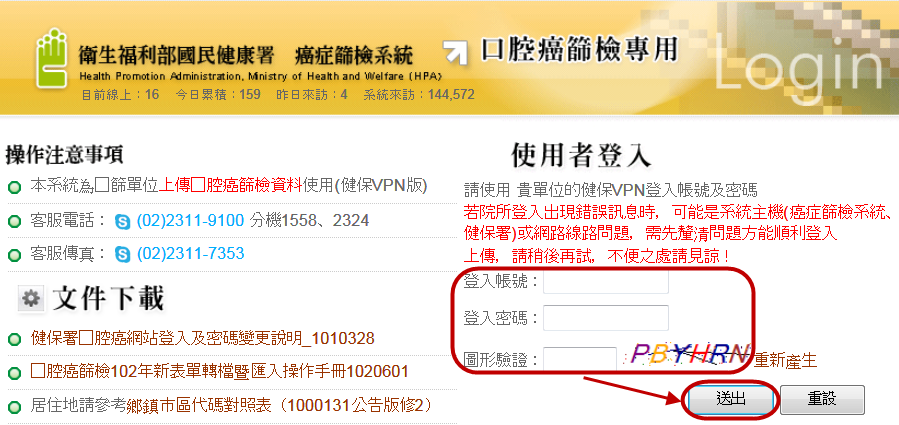 衛生福利部國民健康署 癌症篩檢系統
口腔癌篩檢專用
Login
Health Promotion Administration, Ministry of Health and Welfare (HPA)
目前線上：16 今日累積：159 昨日來訪：4 系統來訪：144,572
操作注意事項
本系統為口篩單位上傳口腔癌篩檢資料使用(健保VPN版)
客服電話： (02)2311-9100 分機1558、2324
客服傳真： (02)2311-7353
文件下載
健保署口腔癌網站登入及密碼變更說明_1010328
口腔癌篩檢102年新表單轉檔暨匯入操作手冊1020601
居住地請參考鄉鎮市區代碼對照表（1000131公告版修2）
使用者登入
請使用 貴單位的健保VPN登入帳號及密碼
若院所登入出現錯誤訊息時，可能是系統主機(癌症篩檢系統、
健保署)或網路線路問題，需先釐清問題方能順利登入
上傳，請稍後再試，不便之處請見諒！
登入帳號：
登入密碼：
圖形驗證： PBYHRN 重新產生
送出 重設